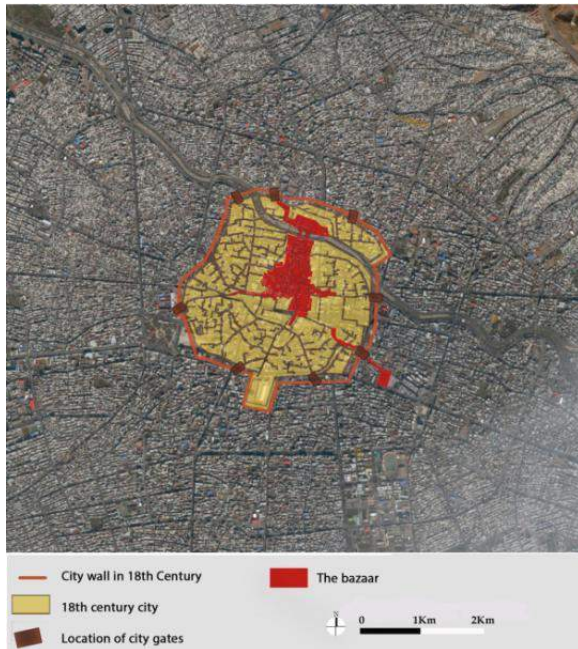 City wall in 18th Century
18th century city
Location of city gates
The bazaar
N
0 1Km 2Km